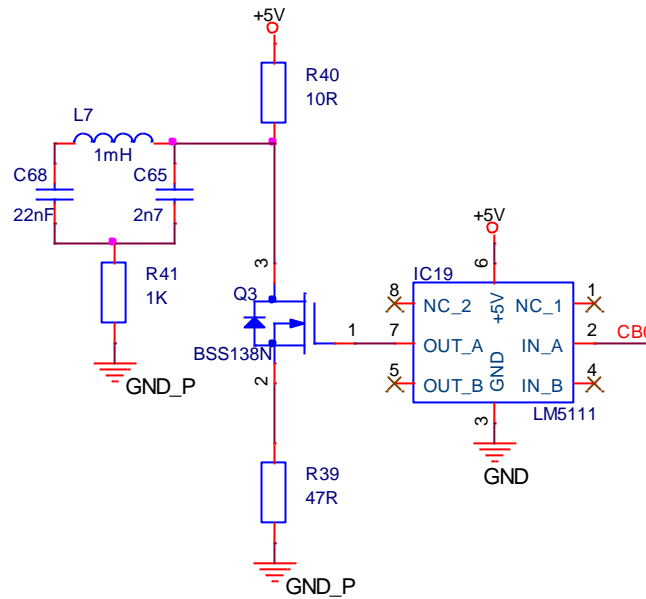 +5V
R40
10R
L7
1mH
C68
C65
22nF
2n7
R41
1K
GND_P
+5V
6
IC19
3
Q3
8
NC_2
+5V
NC_1
1
1
7
OUT_A
IN_A
2
CB0
BSS138N
5
OUT_B
GND
IN_B
4
2
3
LM5111
GND
R39
47R
GND_P